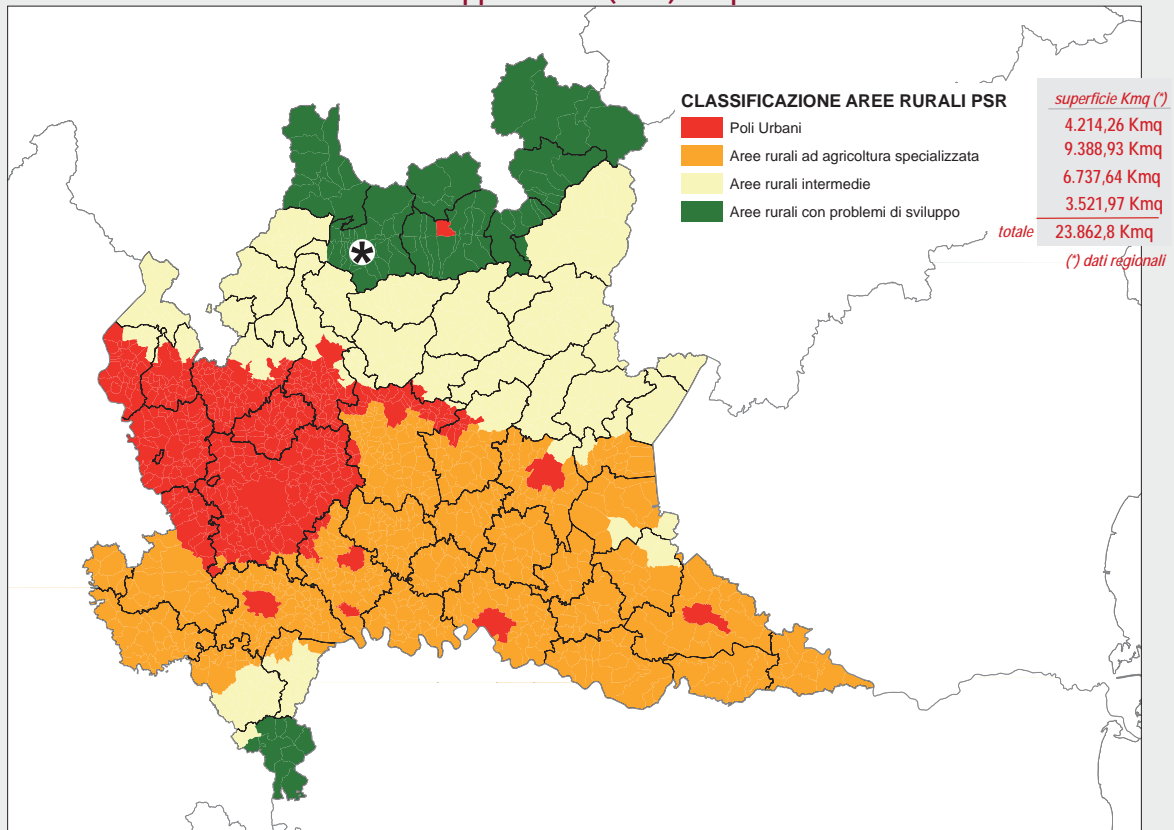 CLASSIFICAZIONE AREE RURALI PSR
Poli Urbani
Aree rurali ad agricoltura specializzata
Aree rurali intermedie
Aree rurali con problemi di sviluppo
superficie Kmq (*)
4.214,26 Kmq
9.388,93 Kmq
6.737,64 Kmq
3.521,97 Kmq
totale 23.862,8 Kmq
(*) dati regionali
*